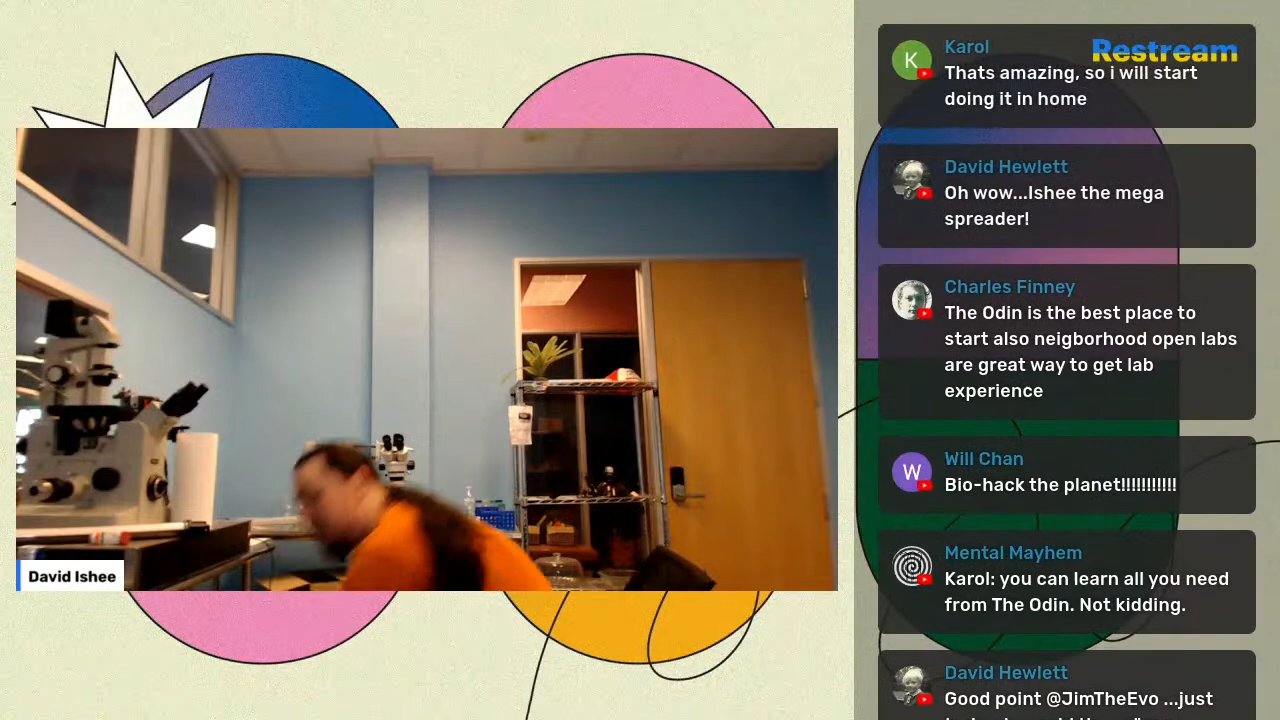 Restream
Karol
Thats amazing, so i will start
doing it in home
David Hewlett
Oh wow...Ishee the mega
spreader!
Charles Finney
The Odin is the best place to
start also neigborhood open labs
are great way to get lab
experience
W
Will Chan
Bio-hack the planet!!!!!!!!!!!
Mental Mayhem
Karol: you can learn all you need
from The Odin. Not kidding.
David Hewlett
Good point @JimTheEvo ...just
K
David Ishee